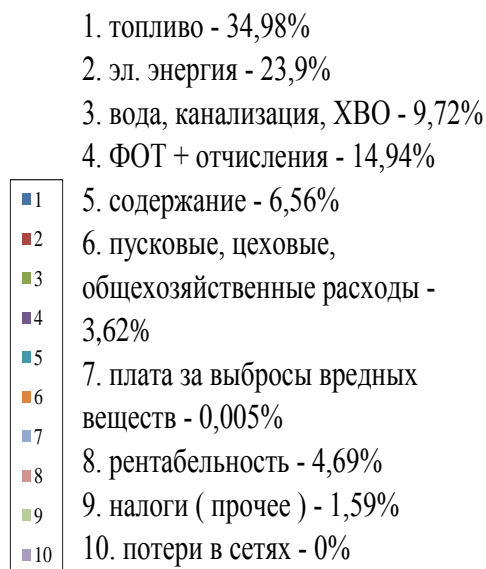 1. топливо - 34,98%
2. эл. энергия - 23,9%
3. вода, канализация, ХВО - 9,72%
4. ФОТ + отчисления - 14,94%
5. содержание - 6,56%
6. пусковые, цеховые,
общехозяйственные расходы -
3,62%
7. плата за выбросы вредных
веществ - 0,005%
8. рентабельность - 4,69%
9. налоги ( прочее ) - 1,59%
10. потери в сетях - 0%
1
2
3
4
5
6
7
8
9
10